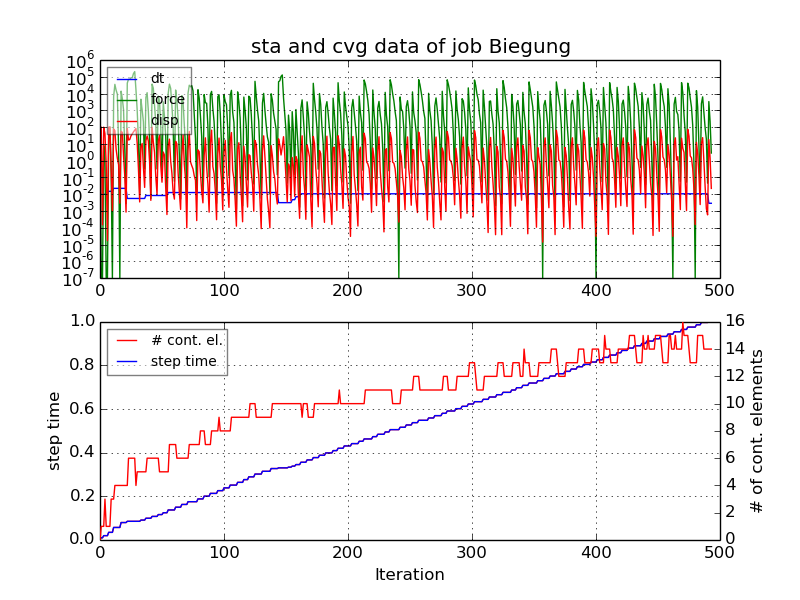 sta and cvg data of job Biegung
10^6
10^5
10^4
10^3
10^2
10^1
10^0
10^-1
10^-2
10^-3
10^-4
10^-5
10^-6
10^-7
dt
force
disp
0 100 200 300 400 500
1.0
0.8
0.6
0.4
0.2
0.0
step time
# cont. el.
step time
16
14
12
10
8
6
4
2
0
# of cont. elements
0 100 200 300 400 500
Iteration